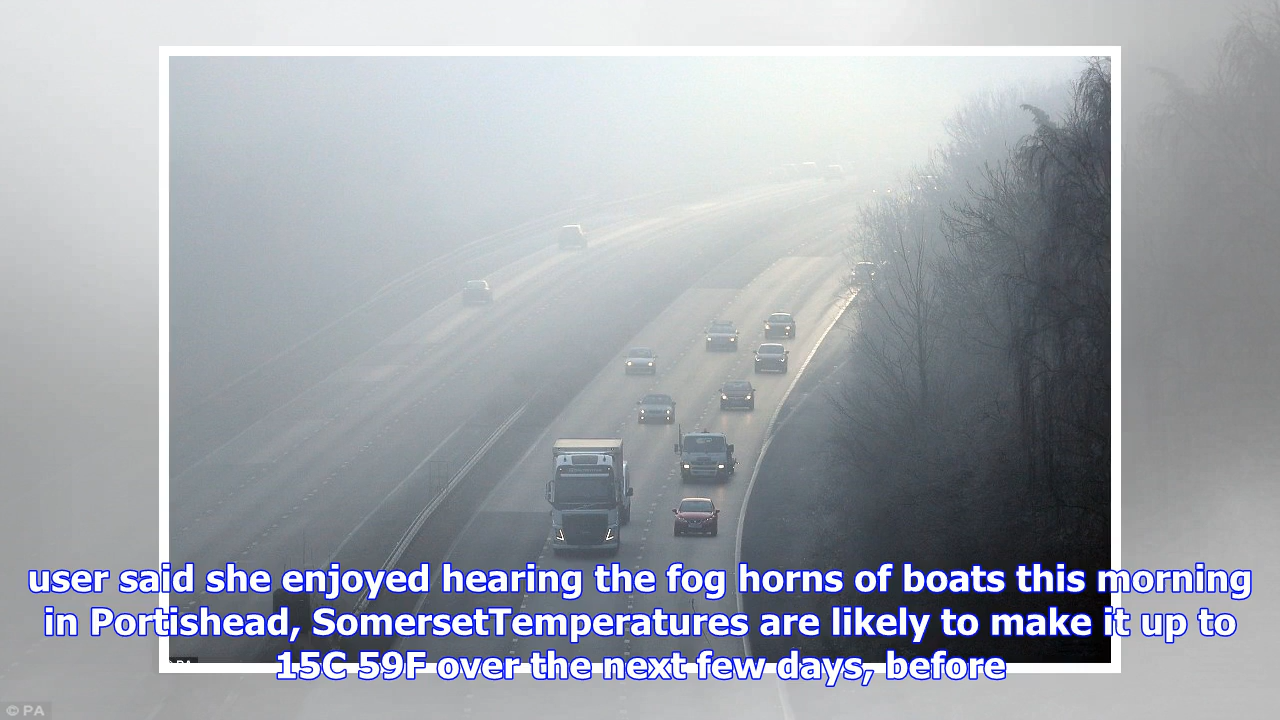 user said she enjoyed hearing the fog horns of boats this morning
in Portishead, SomersetTemperatures are likely to make it up to
15C 59F over the next few days, before
© PA